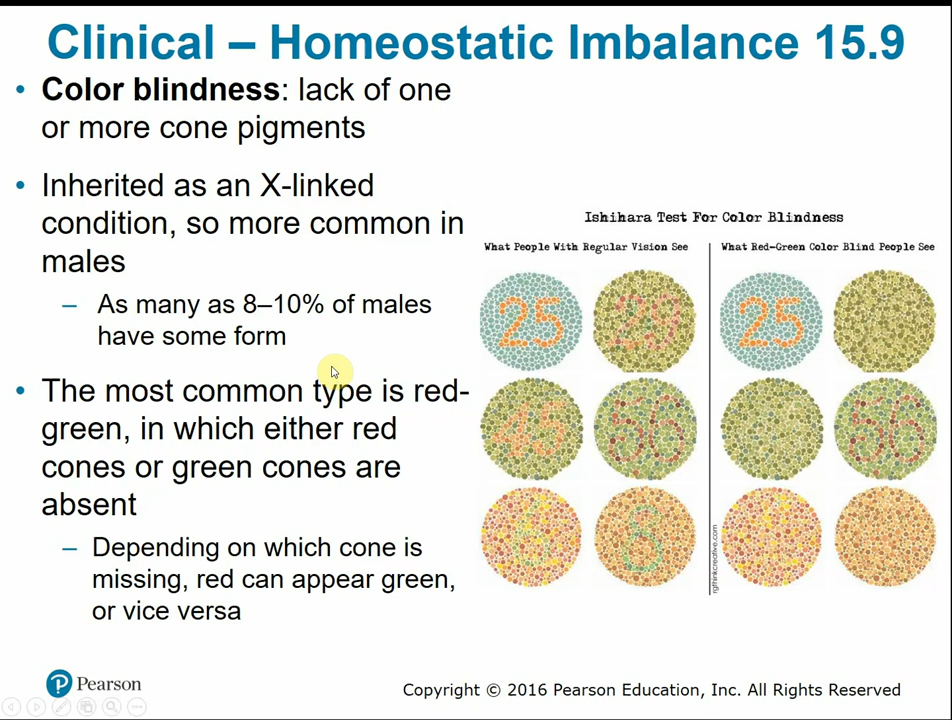 Clinical – Homeostatic Imbalance 15.9
• Color blindness: lack of one
or more cone pigments
• Inherited as an X-linked
condition, so more common in
males
– As many as 8–10% of males
have some form
• The most common type is red-
green, in which either red
cones or green cones are
absent
– Depending on which cone is
missing, red can appear green,
or vice versa
Ishihara Test For Color Blindness
What People With Regular Vision See
What Red-Green Color Blind People See
25
29
25
45
56
56
6
8
rgthinkcreative.com
Pearson
Copyright © 2016 Pearson Education, Inc. All Rights Reserved